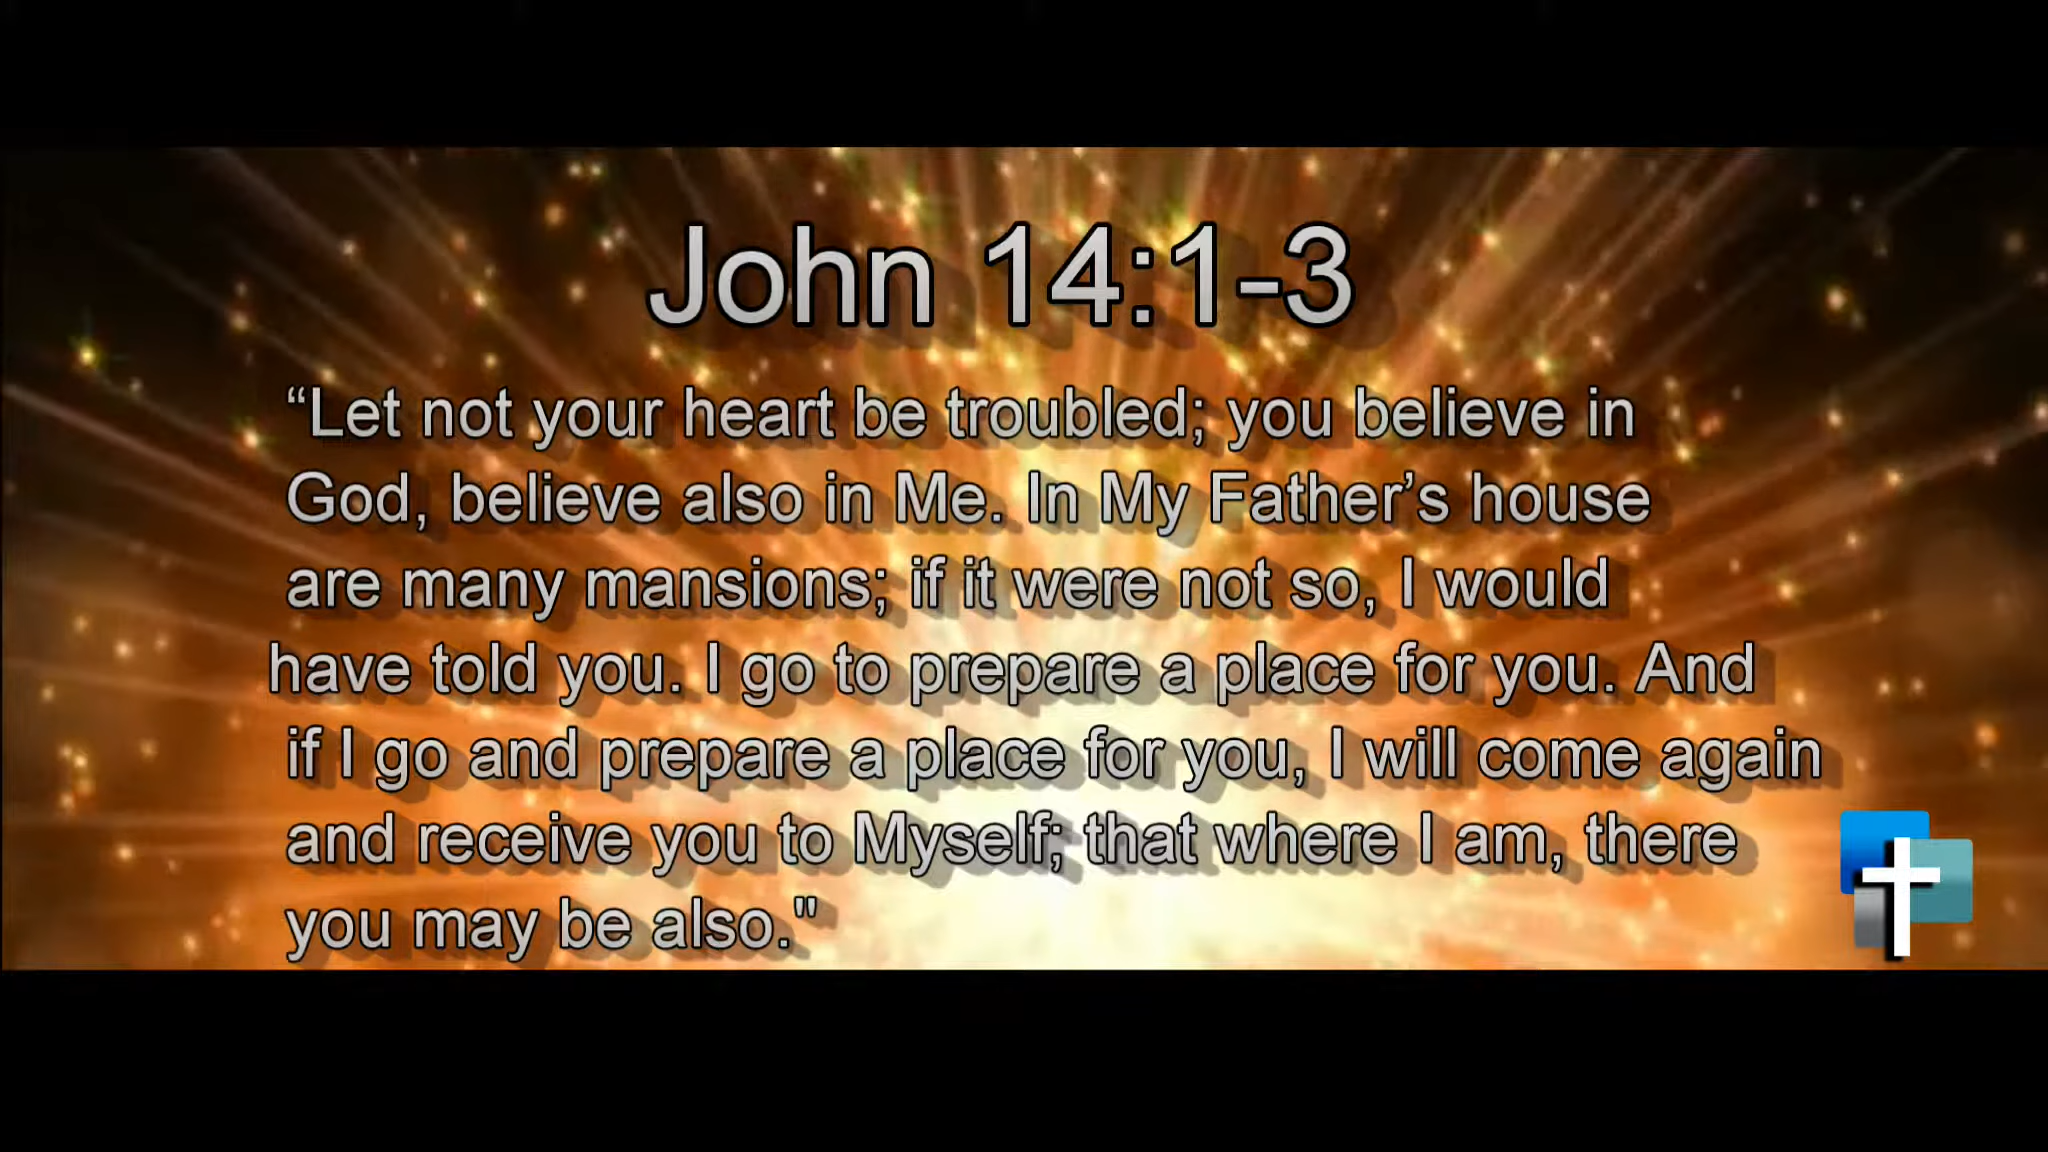 John 14:1-3
“Let not your heart be troubled; you believe in
God, believe also in Me. In My Father’s house
are many mansions; if it were not so, I would
have told you. I go to prepare a place for you. And
if I go and prepare a place for you, I will come again
and receive you to Myself; that where I am, there
you may be also."